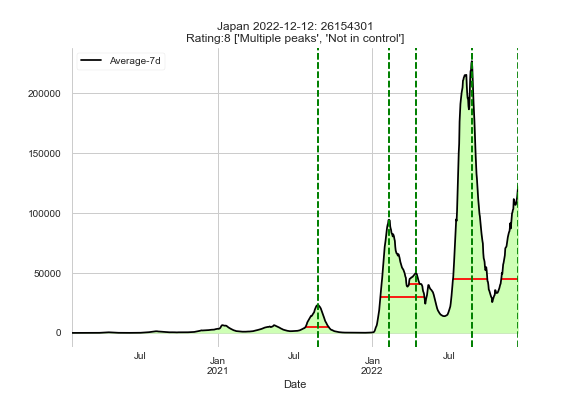 Japan 2022-12-12: 26154301
Rating:8 ['Multiple peaks', 'Not in control']
Average-7d
200000
150000
100000
50000
0
Jul
Jan
2021
Jul
Jan
2022
Jul
Date